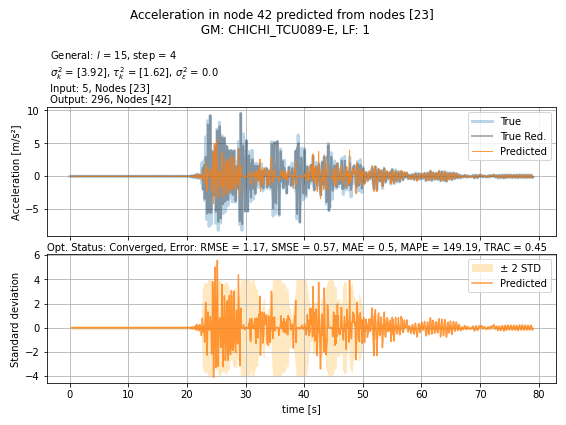 Acceleration in node 42 predicted from nodes [23]
GM: CHICHI_TCU089-E, LF: 1
General: l = 15, step = 4
σ²ₖ = [3.92], τ²ₖ = [1.62], σ²ε = 0.0
Input: 5, Nodes [23]
Output: 296, Nodes [42]
10
5
0
−5
Acceleration [m/s²]
True
True Red.
Predicted
Opt. Status: Converged, Error: RMSE = 1.17, SMSE = 0.57, MAE = 0.5, MAPE = 149.19, TRAC = 0.45
6
4
2
0
−2
−4
Standard deviation
± 2 STD
Predicted
0 10 20 30 40 50 60 70 80
time [s]